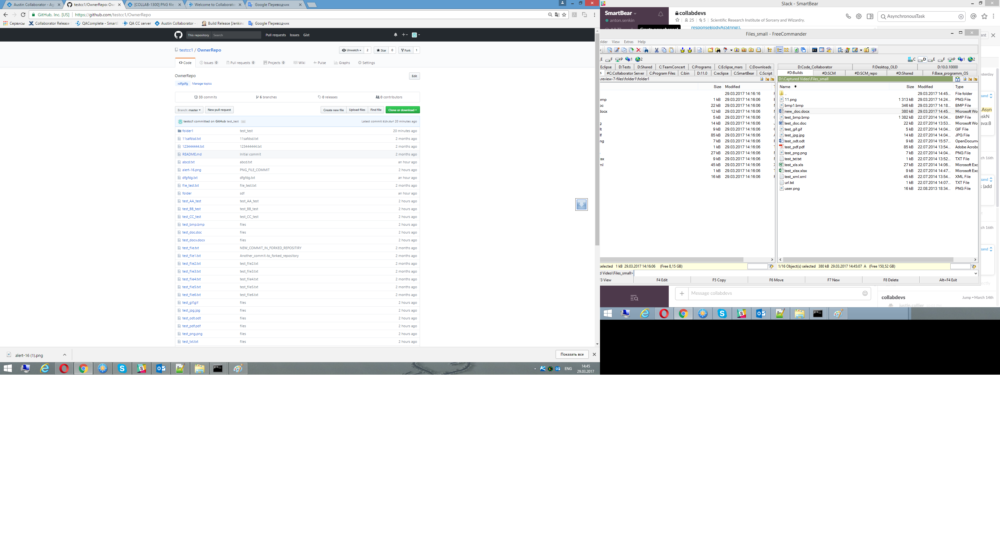 Austin Collaborator - Ag
testcc1/OwnerRepo: Ow
[COLLAB-1300] PNG file
Welcome to Collaborato
Google Переводчик
GitHub, Inc. [US]
https://github.com/testcc1/OwnerRepo
Сервисы
Collaborator Release
QAComplete - Smart
QA CC server
Austin Collaborator -
Build Release [Jenkins
Google Переводчик
This repository
Search
Pull requests
Issues
Gist
testcc1 / OwnerRepo
Unwatch 2
Star 0
Fork 1
Code
Issues 0
Pull requests 0
Projects 0
Wiki
Pulse
Graphs
Settings
OwnerRepo
Edit
xdfgdfg
Manage topics
33 commits
6 branches
0 releases
0 contributors
Branch: master
New pull request
Create new file
Upload files
Find file
Clone or download
testcc1 committed on GitHub test_test
Latest commit 819c0af 20 minutes ago
folder1 test_test 20 minutes ago
11safdsd.txt 11safdsd.txt 2 months ago
123444444.txt 123444444.txt 2 months ago
README.md Initial commit 2 months ago
abcd.txt abcd.txt an hour ago
alert-16.png PNG_FILE_COMMIT 2 hours ago
dfgfdg.txt dfgfdg.txt an hour ago
file_test.txt file_test.txt 2 months ago
folder sdf an hour ago
test_AA_test test_AA_test 2 hours ago
test_BB_test test_BB_test 2 hours ago
test_CC_test test_CC_test 2 hours ago
test_bmp.bmp files 2 hours ago
test_doc.doc files 2 hours ago
test_docx.docx files 2 hours ago
test_file.txt NEW_COMMIT_IN_FORKED_REPOSITIRY 2 months ago
test_file1.txt Another_commit-to_forked_repository 2 months ago
test_file2.txt test_file2.txt 2 months ago
test_file3.txt test_file3.txt 2 months ago
test_file4.txt test_file4.txt 2 months ago
test_file5.txt test_file5.txt 2 months ago
test_file6.txt test_file6.txt 2 months ago
test_gif.gif files 2 hours ago
test_jpg.jpg files 2 hours ago
test_odt.odt files 2 hours ago
test_pdf.pdf files 2 hours ago
test_png.png files 2 hours ago
test_txt.txt files 2 hours ago
alert-16 (1).png
Показать все
ENG
14:45
29.03.2017
Slack - SmartBear
SmartBear
anton.senkin
collabdevs
25
5
Scientific Research Institute of Sorcery and Wizardry.
AsynchronousTask
responseBodyAsString().
Files_small - FreeCommander
older View Extras Help
E F P 1 2
C D E F P 1 2
Eclipse D:Tests D:Shared C:TeamConcert C:Programs C:Eclipse_mars C:Downloads
s #C:Collaborator Server C:Program Files C:bin D:11.0 C:eclipse C:SmartBear C:Script
D:Code_Collaborator F:Desktop_OLD D:10.0.10000
#D:Builds #D:SCM #D:SCM_repo #D:Shared F:Base_programm_OS
\review-7-files\folder1\folder1
Size Modified
29.03.2017 14:16:16
mp 1 kB 29.03.2017 14:16:06
oc 22 kB 29.03.2017 14:16:06
docx 12 kB 29.03.2017 14:16:06
5 kB 29.03.2017 14:16:06
g 14 kB 29.03.2017 14:16:06
lt 9 kB 29.03.2017 14:16:06
lf 85 kB 29.03.2017 14:16:06
ng 7 kB 29.03.2017 14:16:06
1 kB 29.03.2017 14:16:06
27 kB 29.03.2017 14:16:06
sx 9 kB 29.03.2017 14:16:06
ml 45 kB 29.03.2017 14:16:06
1 kB 29.03.2017 14:16:06
16 kB 29.03.2017 14:16:06
D:\Captured Video\Files_small
Name Size Modified Type
.. 29.03.2017 14:45... File folder
11.png 1 313 kB 29.03.2017 14:24... PNG File
bmp1.bmp 346 kB 29.03.2017 14:18... BMP File
new_doc.docx 380 kB 29.03.2017 14:45... Microsoft Wo
test_bmp.bmp 1 382 kB 22.07.2014 14:04... BMP File
test_doc.doc 22 kB 22.07.2014 13:53... Microsoft Wo
test_gif.gif 5 kB 22.07.2014 14:04... GIF File
test_jpg.jpg 14 kB 22.07.2014 14:04... JPG File
test_odt.odt 9 kB 22.07.2014 15:57... OpenDocume
test_pdf.pdf 85 kB 22.07.2014 13:54... Adobe Acroba
test_png.png 7 kB 22.07.2014 14:04... PNG File
test_txt.txt 1 kB 22.07.2014 13:52... TXT File
test_xls.xls 27 kB 22.07.2014 14:06... Microsoft Exc
test_xlsx.xlsx 9 kB 22.07.2014 14:47... Microsoft Exc
test_xml.xml 45 kB 22.07.2014 13:54... XML File
url.txt 1 kB 22.07.2014 14:07... TXT File
user.png 16 kB 22.08.2013 18:34... PNG File
selected 1 kB 29.03.2017 14:16:06 (Free 8,15 GB)
1/16 Object(s) selected 380 kB 29.03.2017 14:45:07 A (Free 150,52 GB)
d Video\Files_small>
F3 View F4 Edit F5 Copy F6 Move F7 New F8 Delete Alt+F4 Exit
ant
sterday
and
.Asyn
skN
ava:8
ch 16th
and
k (add
ch 16th
and
ectly
Message collabdevs
collabdevs
Jump • March 14th
justin.collier 10:03 PM